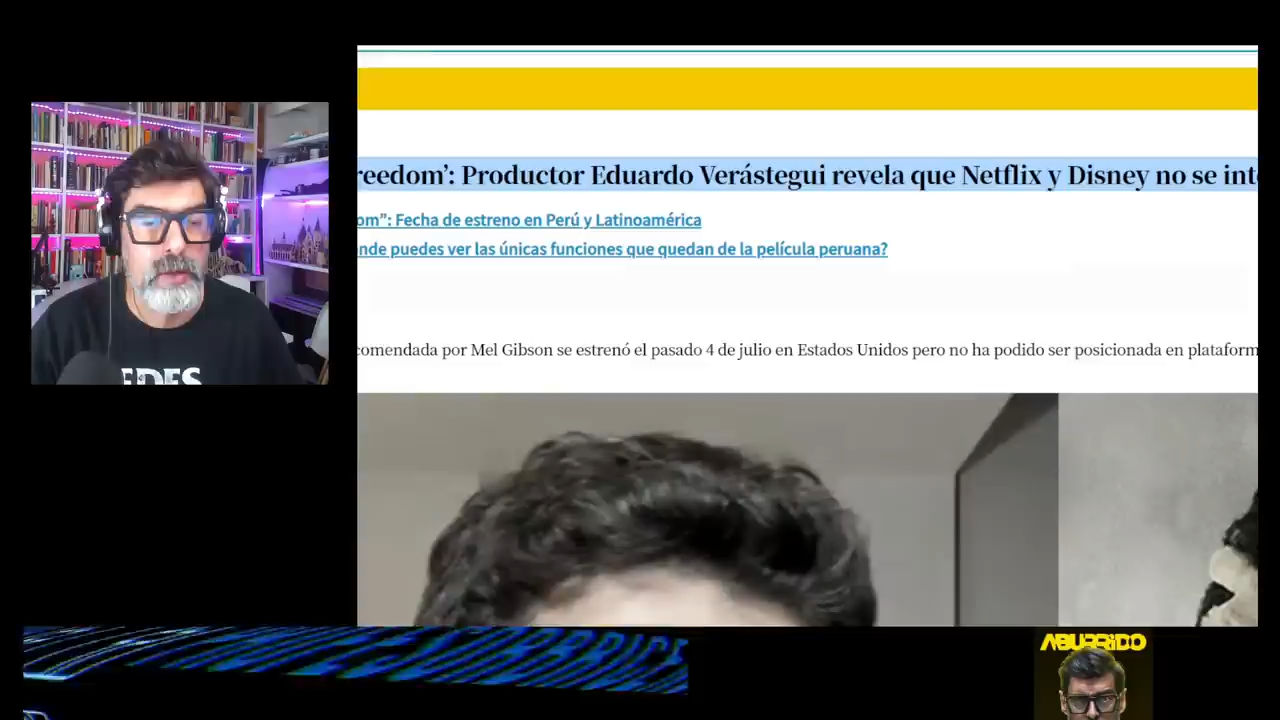 reedom’: Productor Eduardo Verástegui revela que Netflix y Disney no se int
om”: Fecha de estreno en Perú y Latinoamérica
nde puedes ver las únicas funciones que quedan de la película peruana?
comendada por Mel Gibson se estrenó el pasado 4 de julio en Estados Unidos pero no ha podido ser posicionada en plataform
EDES
ABURRIDO